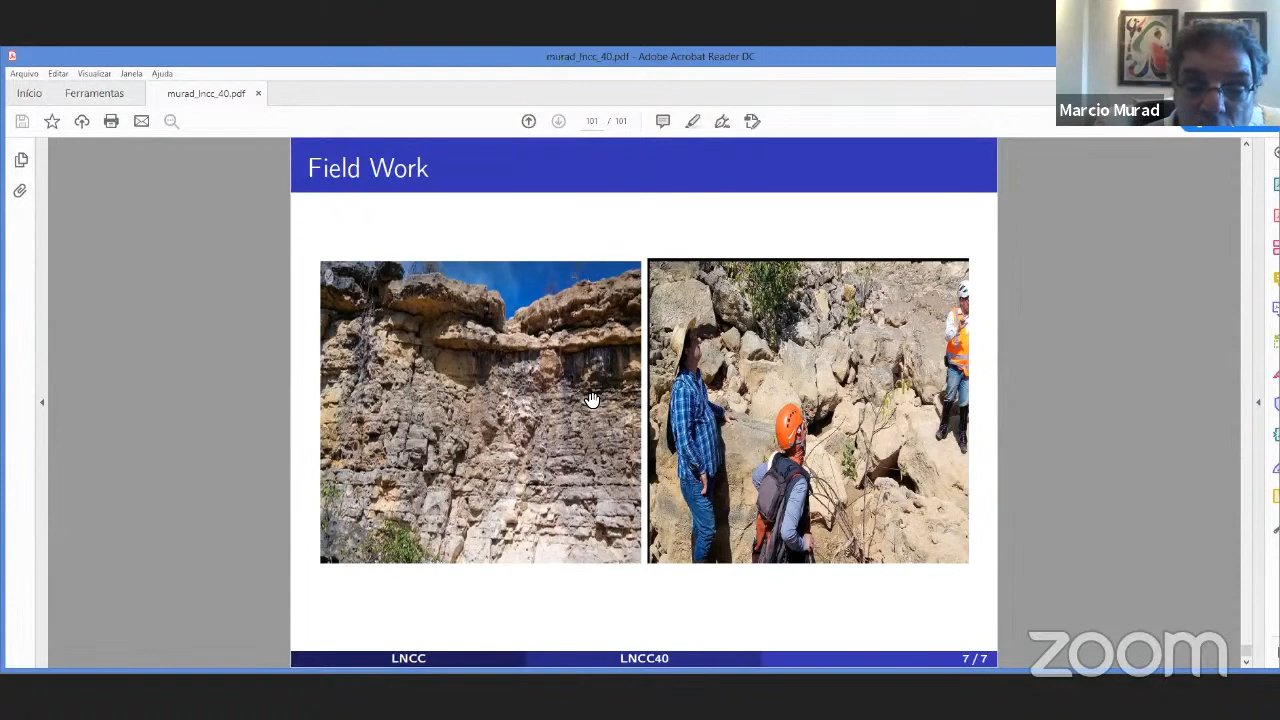 murad_lncc_40.pdf - Adobe Acrobat Reader DC
Arquivo Editar Visualizar Janela Ajuda
Início Ferramentas murad_lncc_40.pdf ×
101 / 101
Marcio Murad
Field Work
LNCC LNCC40 7 / 7
zoom